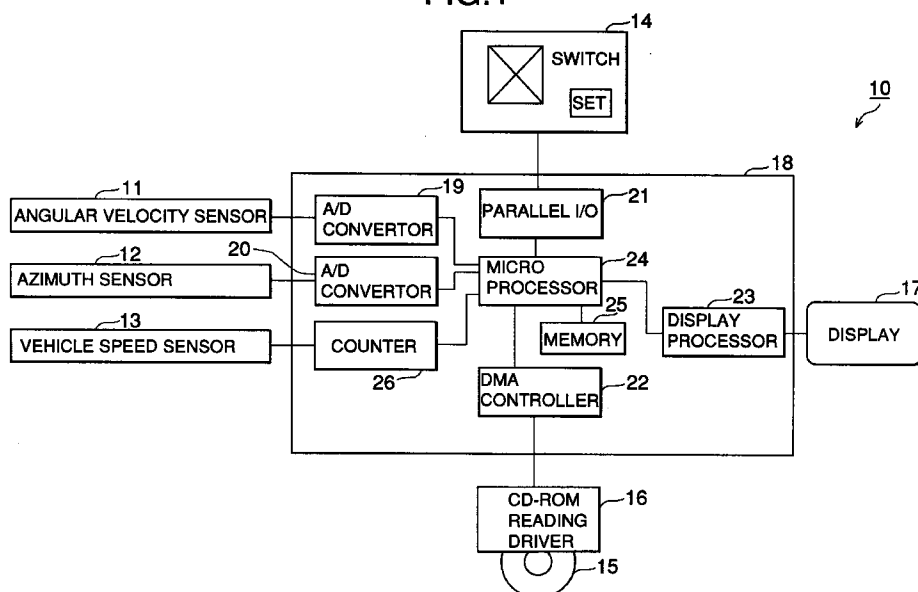 FIG.1
14
SWITCH
SET
10
18
11
ANGULAR VELOCITY SENSOR
19
A/D
CONVERTOR
21
PARALLEL I/O
12
AZIMUTH SENSOR
20
A/D
CONVERTOR
24
MICRO
PROCESSOR
25
MEMORY
23
DISPLAY
PROCESSOR
17
DISPLAY
13
VEHICLE SPEED SENSOR
COUNTER
26
22
DMA
CONTROLLER
16
CD-ROM
READING
DRIVER
15